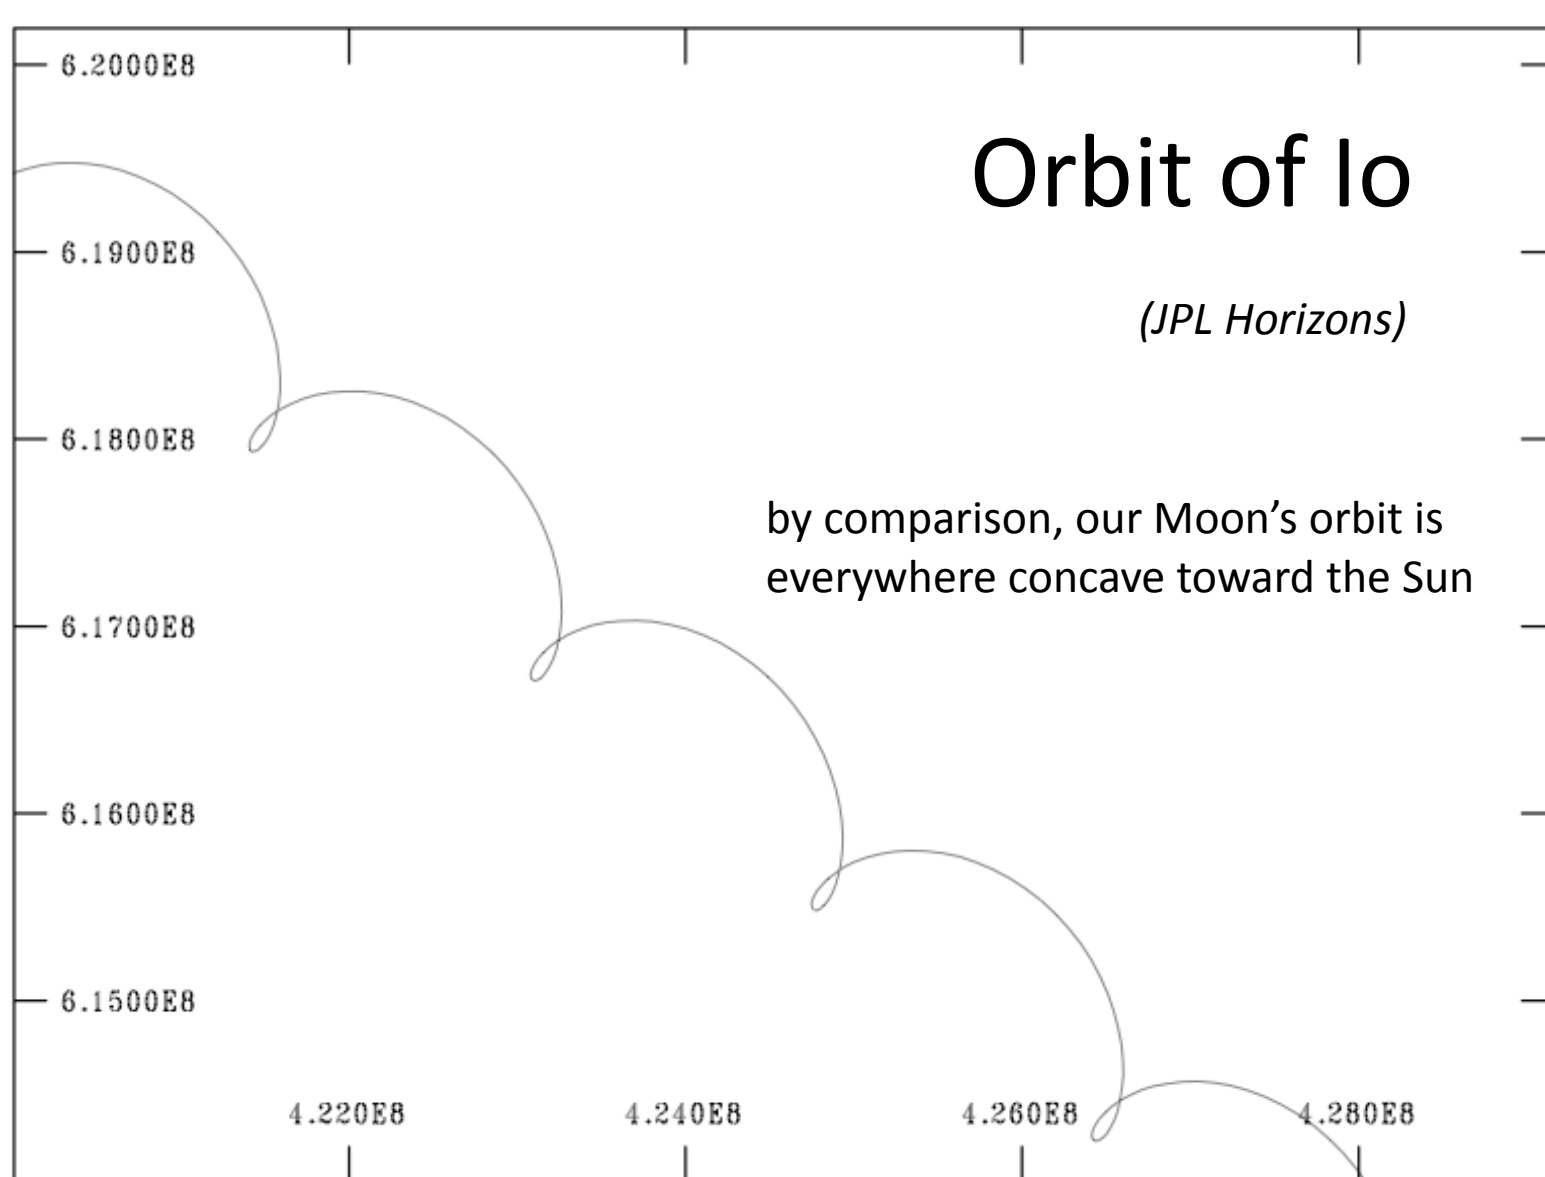 6.2000E8
Orbit of Io
6.1900E8
(JPL Horizons)
6.1800E8
by comparison, our Moon’s orbit is
everywhere concave toward the Sun
6.1700E8
6.1600E8
6.1500E8
4.220E8 4.240E8 4.260E8 4.280E8